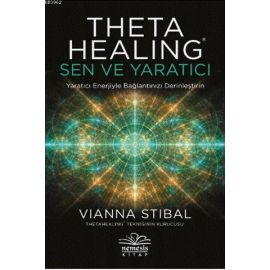 THETA
HEALING®
SEN VE YARATICI
Yaratıcı Enerjiyle Bağlantınızı Derinleştirin
VIANNA STIBAL
THETAHEALING® TEKNİĞİNİN KURUCUSU
nemesis
KİTAP